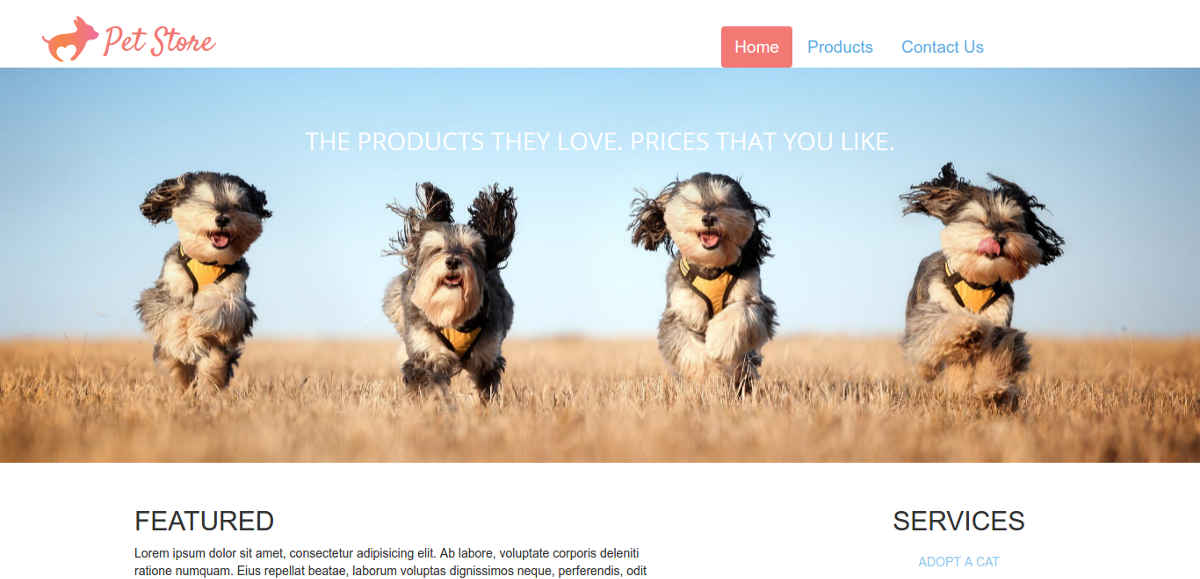 Pet Store
Home Products Contact Us
THE PRODUCTS THEY LOVE. PRICES THAT YOU LIKE.
FEATURED
Lorem ipsum dolor sit amet, consectetur adipisicing elit. Ab labore, voluptate corporis deleniti
ratione numquam. Eius repellat beatae, laborum voluptas dignissimos neque, perferendis, odit
SERVICES
ADOPT A CAT